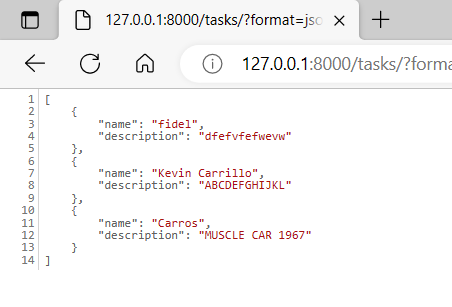 127.0.0.1:8000/tasks/?format=jso
127.0.0.1:8000/tasks/?forma
1 [
2 {
3 "name": "fidel",
4 "description": "dfefvfefwevw"
5 },
6 {
7 "name": "Kevin Carrillo",
8 "description": "ABCDEFGHIJKL"
9 },
10 {
11 "name": "Carros",
12 "description": "MUSCLE CAR 1967"
13 }
14 ]